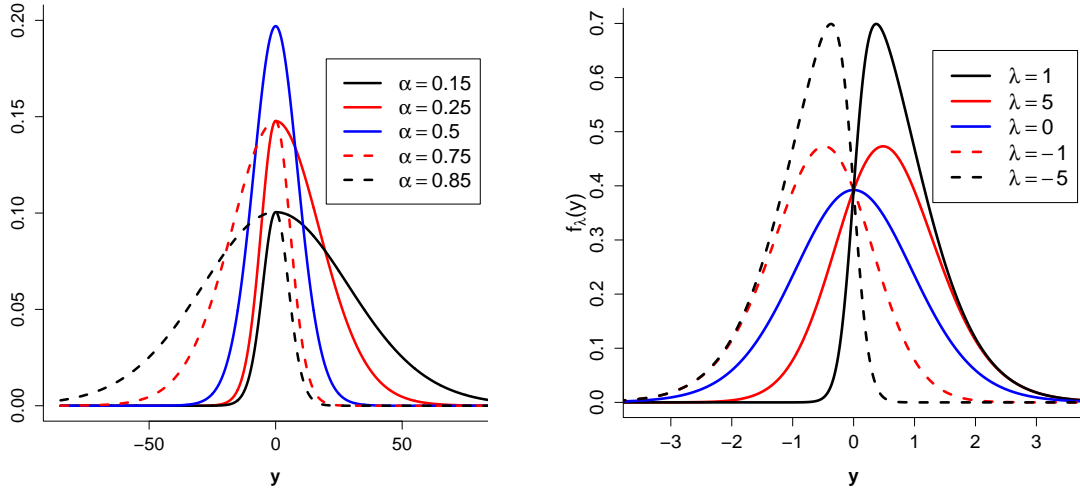 0.20
0.15
0.10
0.05
0.00
α = 0.15
α = 0.25
α = 0.5
α = 0.75
α = 0.85
−50 0 50
y
fλ(y)
0.7
0.6
0.5
0.4
0.3
0.2
0.1
0.0
λ = 1
λ = 5
λ = 0
λ = −1
λ = −5
−3 −2 −1 0 1 2 3
y